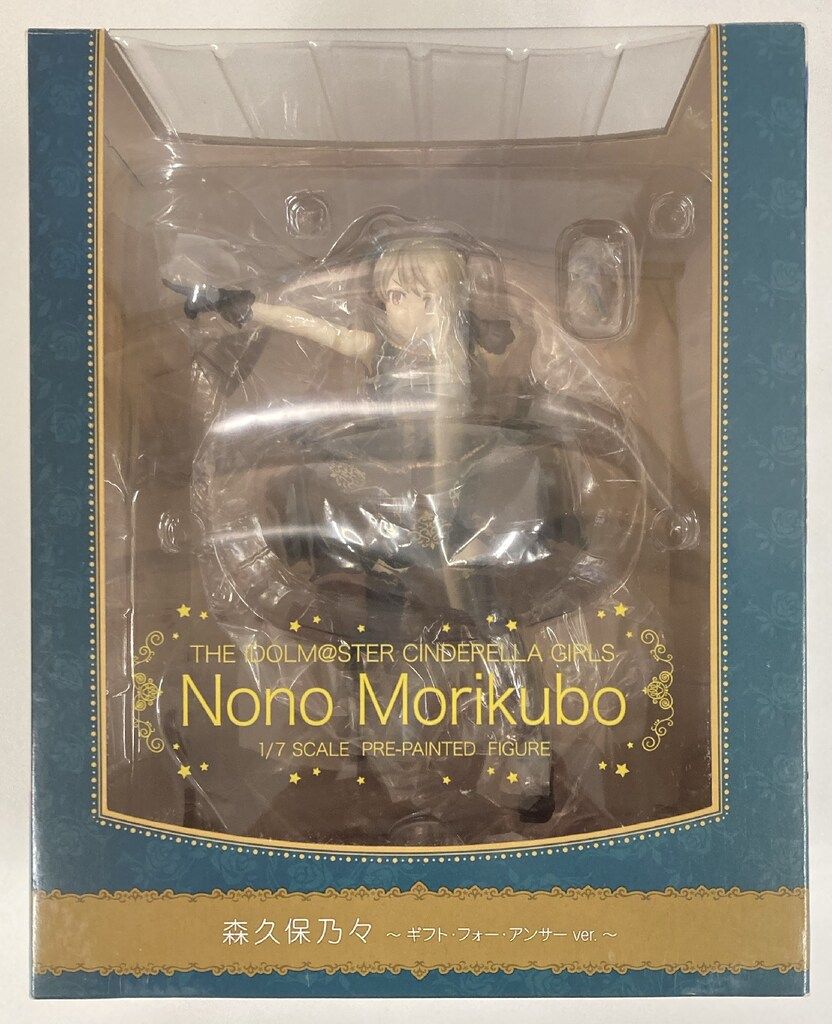 THE IDOLM@STER CINDERELLA GIRLS
Nono Morikubo
1/7 SCALE PRE-PAINTED FIGURE
森久保乃々 ～ギフト・フォー・アンサー ver.～